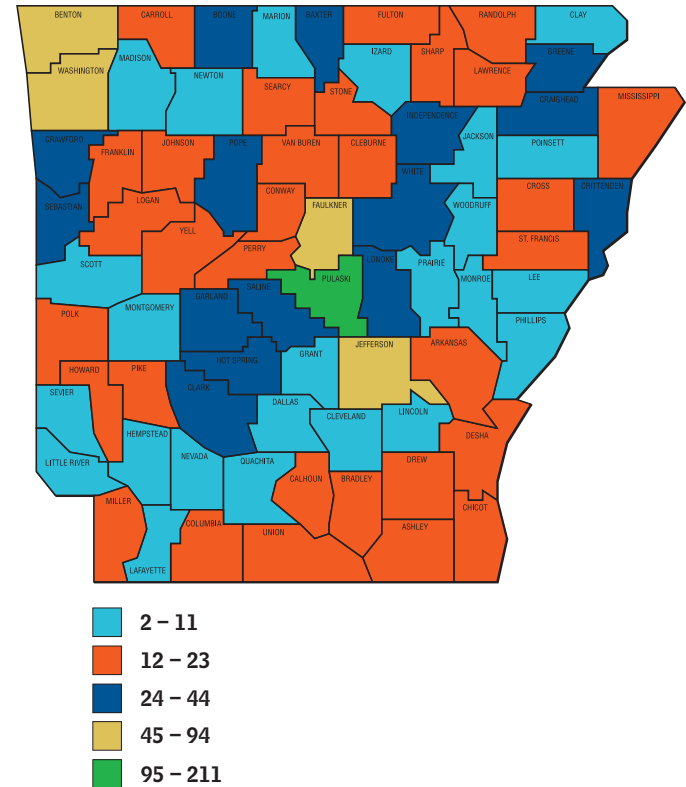 BENTON
CARROLL
BOONE
MARION
BAXTER
FULTON
RANDOLPH
CLAY
MADISON
IZARD
SHARP
GREENE
WASHINGTON
NEWTON
SEARCY
STONE
LAWRENCE
CRAIGHEAD
MISSISSIPPI
INDEPENDENCE
CRAWFORD
FRANKLIN
JOHNSON
POPE
VAN BUREN
CLEBURNE
JACKSON
POINSETT
WHITE
CROSS
CRITTENDEN
SEBASTIAN
LOGAN
CONWAY
FAULKNER
WOODRUFF
YELL
PERRY
ST. FRANCIS
SCOTT
LONOKE
PRAIRIE
PULASKI
MONROE
LEE
SALINE
GARLAND
MONTGOMERY
POLK
PHILLIPS
GRANT
JEFFERSON
ARKANSAS
HOT SPRING
HOWARD
PIKE
CLARK
SEVIER
DALLAS
CLEVELAND
LINCOLN
HEMPSTEAD
DESHA
NEVADA
OUACHITA
DREW
LITTLE RIVER
CALHOUN
BRADLEY
MILLER
CHICOT
COLUMBIA
UNION
ASHLEY
LAFAYETTE
2 – 11
12 – 23
24 – 44
45 – 94
95 – 211